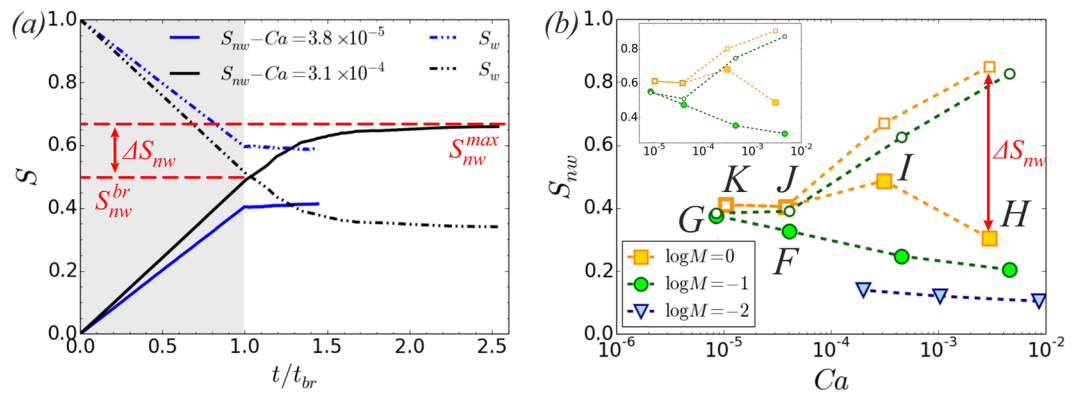 (a)
1.0
0.8
0.6
0.4
0.2
0.0
S
0.0
0.5
1.0
1.5
2.0
2.5
t/t_br
S_nw − Ca = 3.8 × 10^-5
S_w
S_nw − Ca = 3.1 × 10^-4
S_w
ΔS_nw
S_nw^br
S_nw^max
(b)
1.0
0.8
0.6
0.4
0.2
0.0
S_nw
10^-6
10^-5
10^-4
10^-3
10^-2
Ca
0.8
0.6
0.4
10^-5
10^-4
10^-3
10^-2
K
J
I
H
G
F
ΔS_nw
logM = 0
logM = −1
logM = −2